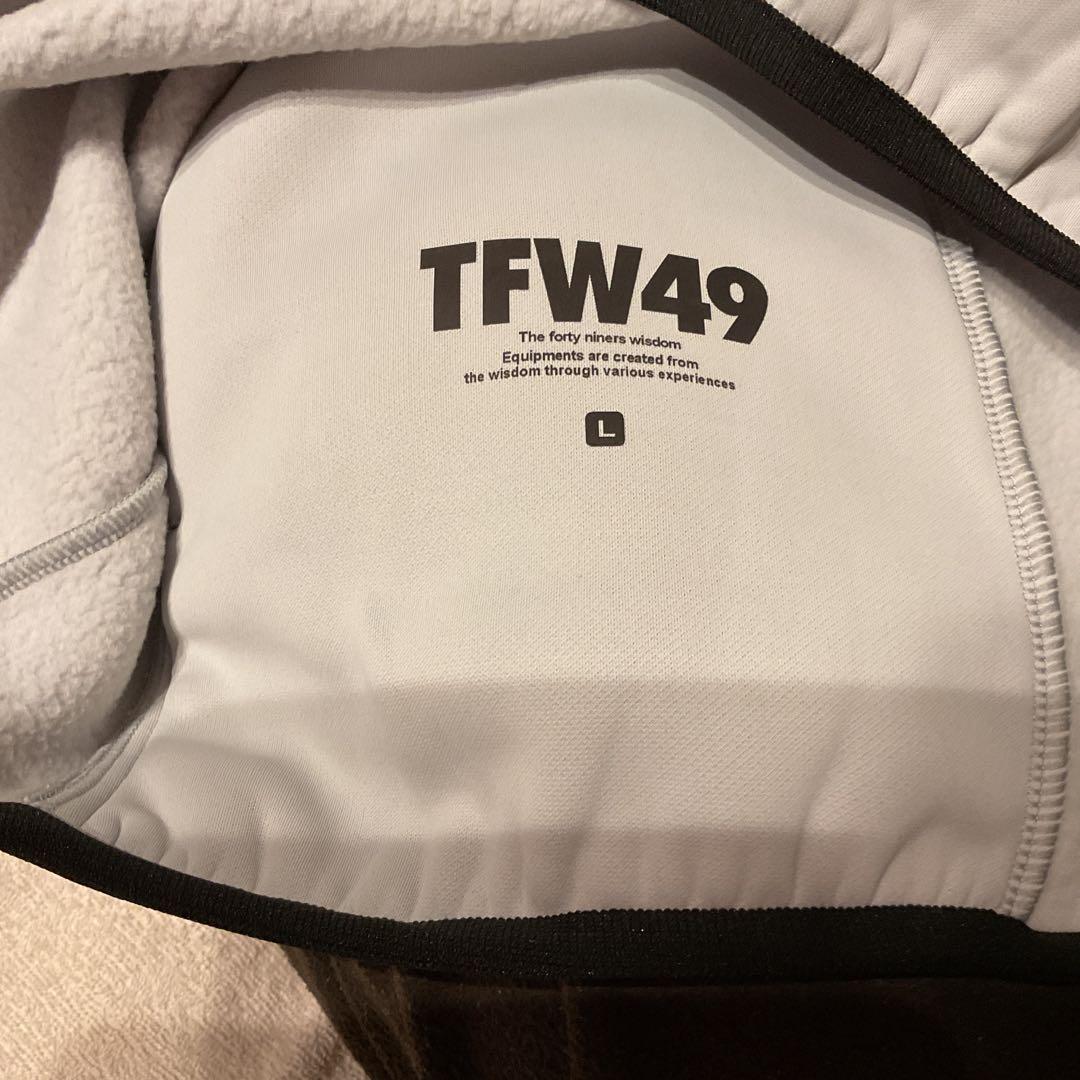 TFW49
The forty niners wisdom
Equipments are created from
the wisdom through various experiences
L